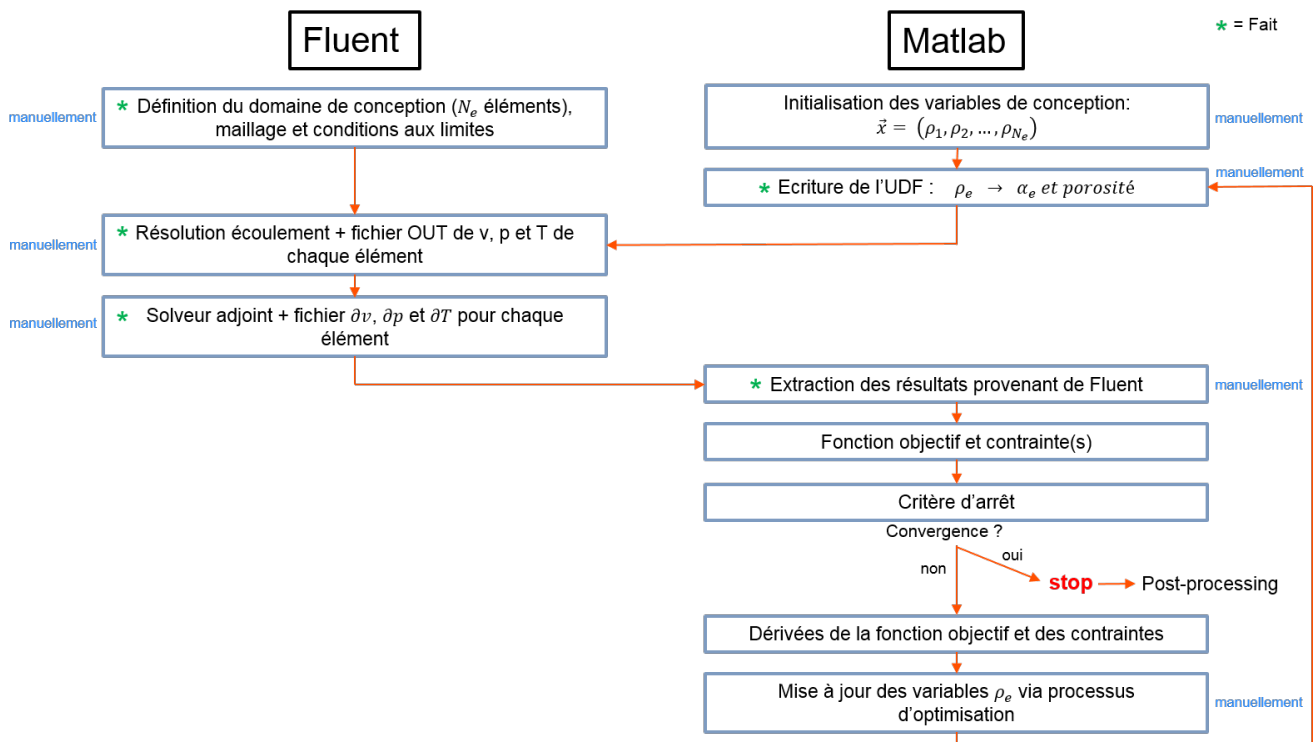 Fluent
Matlab
* = Fait
manuellement
* Définition du domaine de conception (Nₑ éléments),
maillage et conditions aux limites
Initialisation des variables de conception:
x⃗ = (ρ₁, ρ₂, …, ρ_Nₑ)
manuellement
* Ecriture de l’UDF : ρₑ → αₑ et porosité
manuellement
manuellement
* Résolution écoulement + fichier OUT de v, p et T de
chaque élément
manuellement
* Solveur adjoint + fichier ∂v, ∂p et ∂T pour chaque
élément
* Extraction des résultats provenant de Fluent
manuellement
Fonction objectif et contrainte(s)
Critère d’arrêt
Convergence ?
non
oui
stop
Post-processing
Dérivées de la fonction objectif et des contraintes
Mise à jour des variables ρₑ via processus
d’optimisation
manuellement